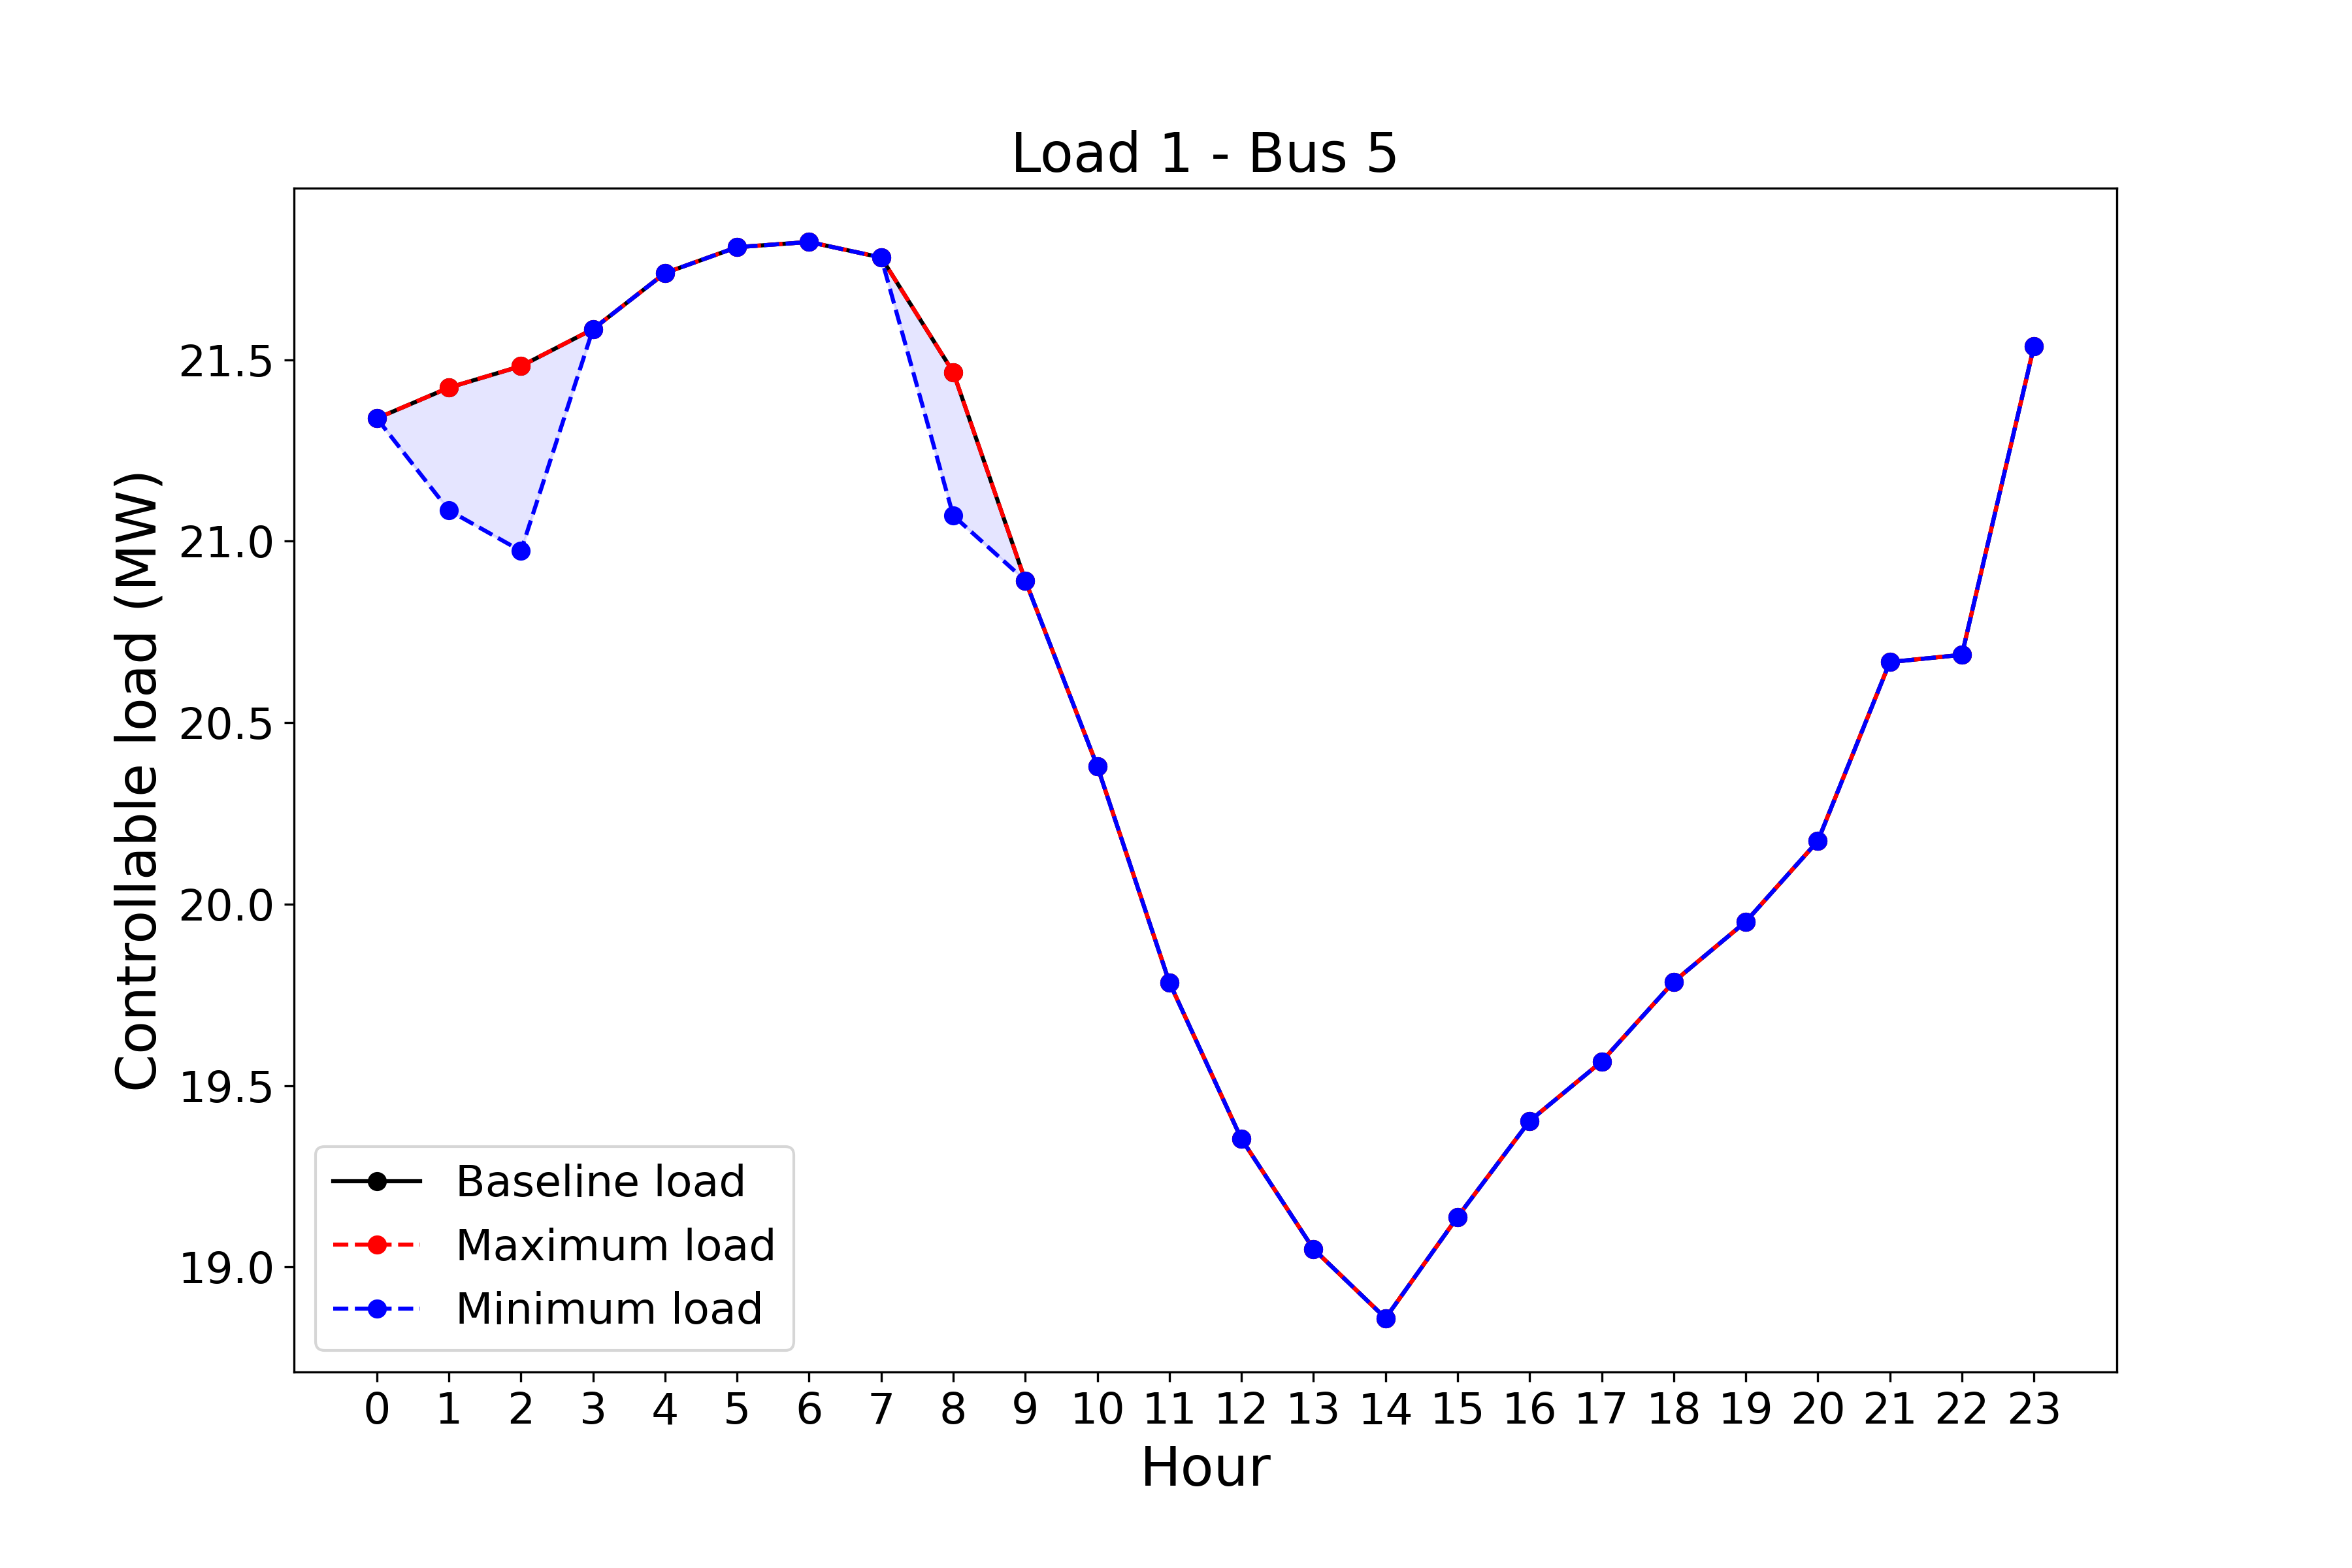 Load 1 - Bus 5
Controllable load (MW)
21.5
21.0
20.5
20.0
19.5
19.0
Baseline load
Maximum load
Minimum load
0 1 2 3 4 5 6 7 8 9 10 11 12 13 14 15 16 17 18 19 20 21 22 23
Hour